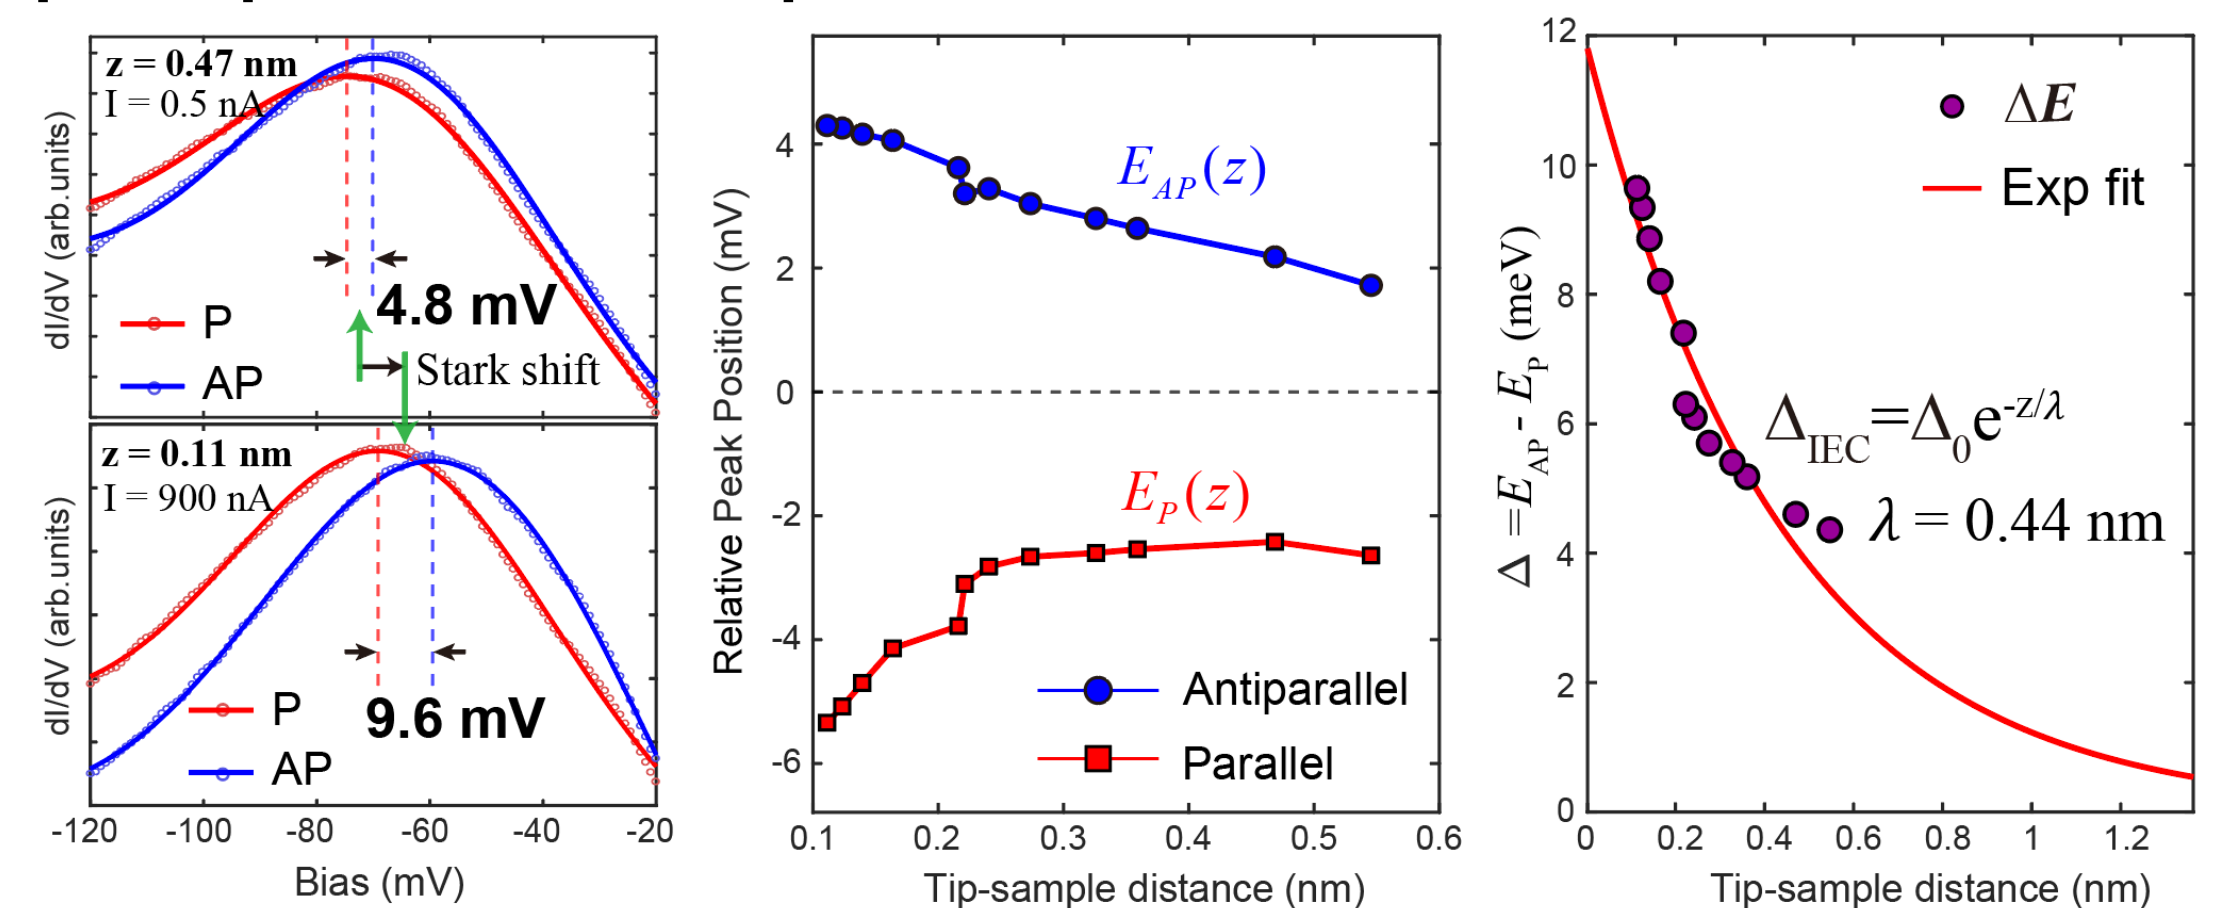 z = 0.47 nm
I = 0.5 nA
4.8 mV
P
AP
Stark shift
dI/dV (arb.units)
z = 0.11 nm
I = 900 nA
P
9.6 mV
AP
dI/dV (arb.units)
-120 -100 -80 -60 -40 -20
Bias (mV)
4
2
0
-2
-4
-6
Relative Peak Position (mV)
E_AP(z)
E_P(z)
Antiparallel
Parallel
0.1 0.2 0.3 0.4 0.5 0.6
Tip-sample distance (nm)
12
10
8
6
4
2
0
Δ =E_AP - E_P (meV)
ΔE
Exp fit
Δ_IEC=Δ_0e^-z/λ
λ = 0.44 nm
0 0.2 0.4 0.6 0.8 1 1.2
Tip-sample distance (nm)